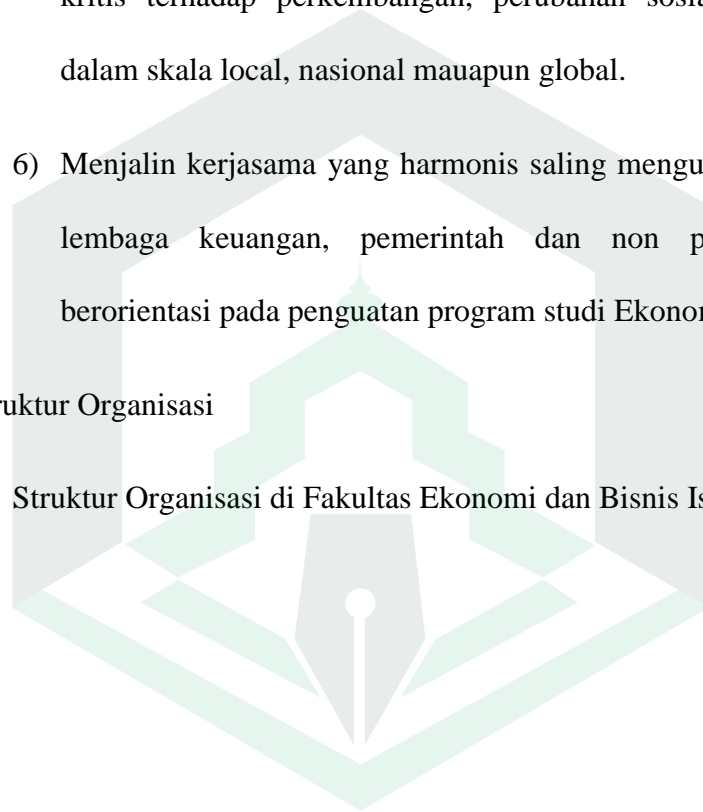 kritis terhadap perkembangan, perubahan sosia
dalam skala local, nasional mauapun global.
6) Menjalin kerjasama yang harmonis saling mengu
lembaga keuangan, pemerintah dan non p
berorientasi pada penguatan program studi Ekonor
ruktur Organisasi
Struktur Organisasi di Fakultas Ekonomi dan Bisnis Is